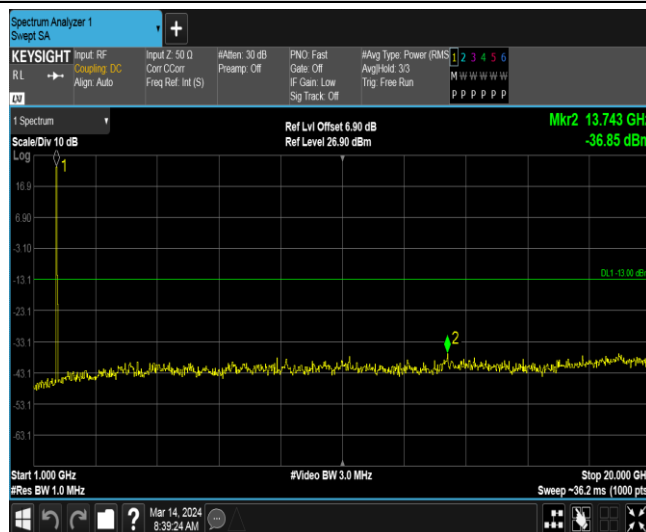 Spectrum Analyzer 1
Swept SA
+
KEYSIGHT
RL
LXI
Input: RF
Coupling: DC
Align: Auto
Input Z: 50 Ω
Corr CCorr
Freq Ref: Int (S)
#Atten: 30 dB
Preamp: Off
PNO: Fast
Gate: Off
IF Gain: Low
Sig Track: Off
#Avg Type: Power (RMS
Avg|Hold: 3/3
Trig: Free Run
1 2 3 4 5 6
M W W W W W
P P P P P P
1 Spectrum
Scale/Div 10 dB
Log
Ref Lvl Offset 6.90 dB
Ref Level 26.90 dBm
Mkr2 13.743 GHz
-36.85 dBm
1
16.9
6.90
-3.10
-13.1
DL1 -13.00 dBm
-23.1
-33.1
2
-43.1
-53.1
-63.1
Start 1.000 GHz
#Res BW 1.0 MHz
#Video BW 3.0 MHz
Stop 20.000 GHz
Sweep ~36.2 ms (1000 pts
?
Mar 14, 2024
8:39:24 AM